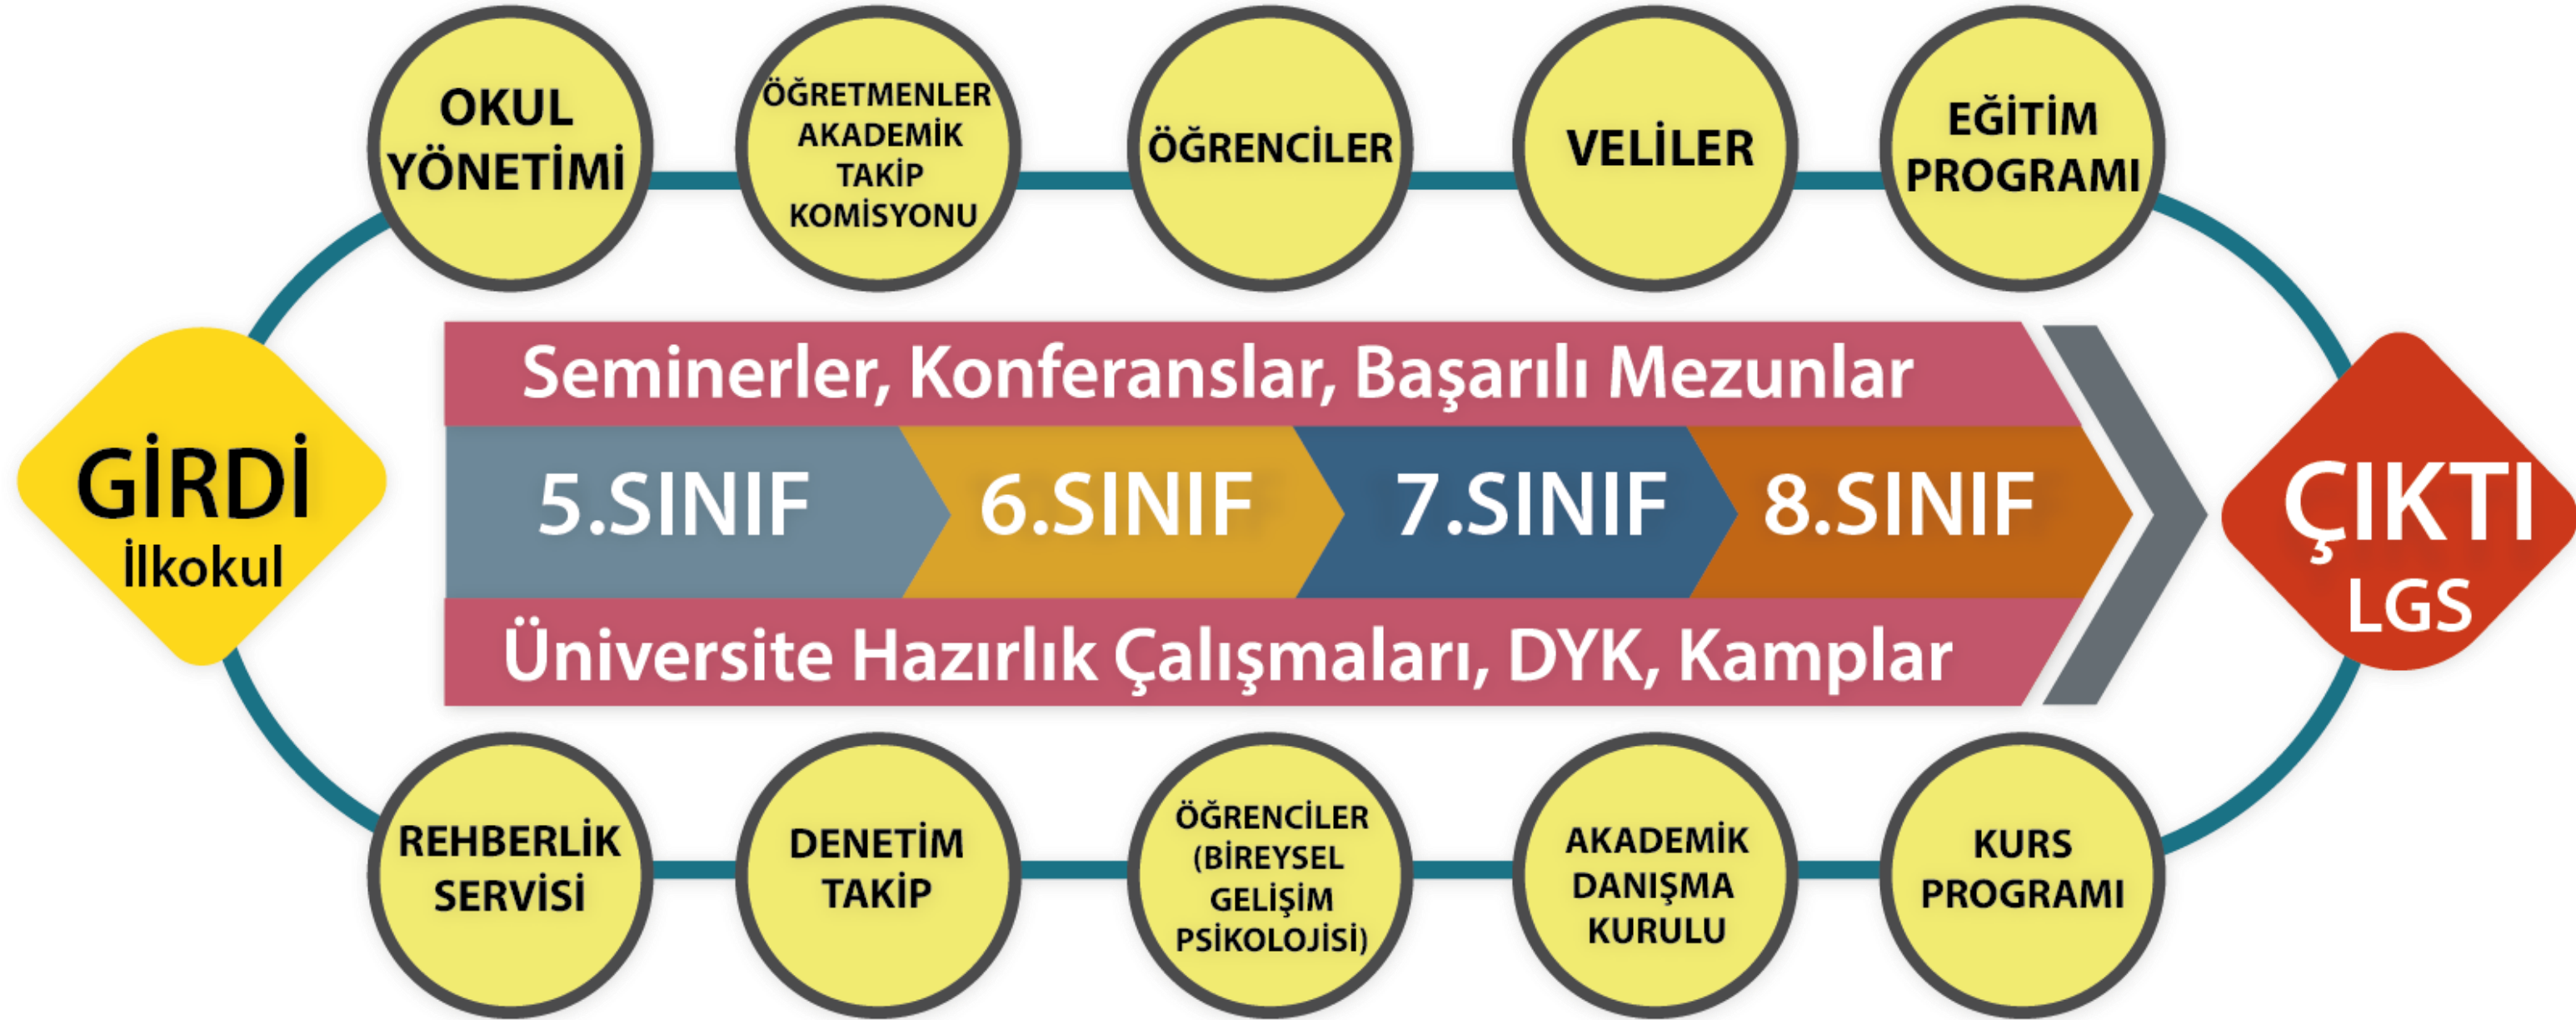 OKUL
YÖNETİMİ
ÖĞRETMENLER
AKADEMİK
TAKİP
KOMİSYONU
ÖĞRENCİLER
VELİLER
EĞİTİM
PROGRAMI
GİRDİ
İlkokul
Seminerler, Konferanslar, Başarılı Mezunlar
5.SINIF
6.SINIF
7.SINIF
8.SINIF
Üniversite Hazırlık Çalışmaları, DYK, Kamplar
ÇIKTI
LGS
REHBERLİK
SERVİSİ
DENETİM
TAKİP
ÖĞRENCİLER
(BİREYSEL
GELİŞİM
PSİKOLOJİSİ)
AKADEMİK
DANIŞMA
KURULU
KURS
PROGRAMI